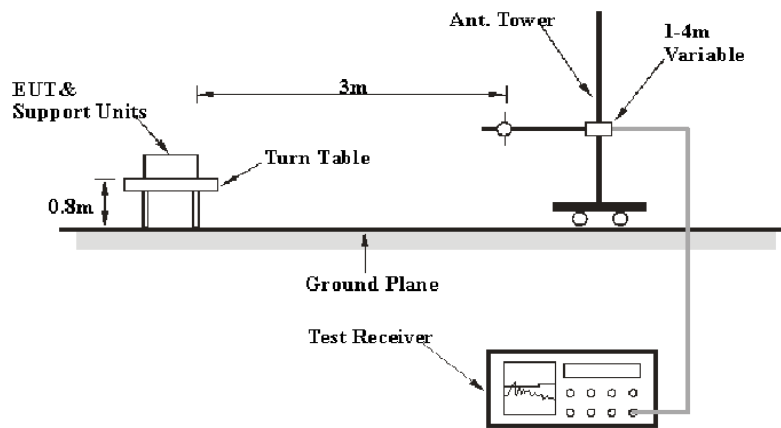 Ant. Tower
1-4m
Variable
3m
EUT &
Support Units
Turn Table
0.8m
Ground Plane
Test Receiver